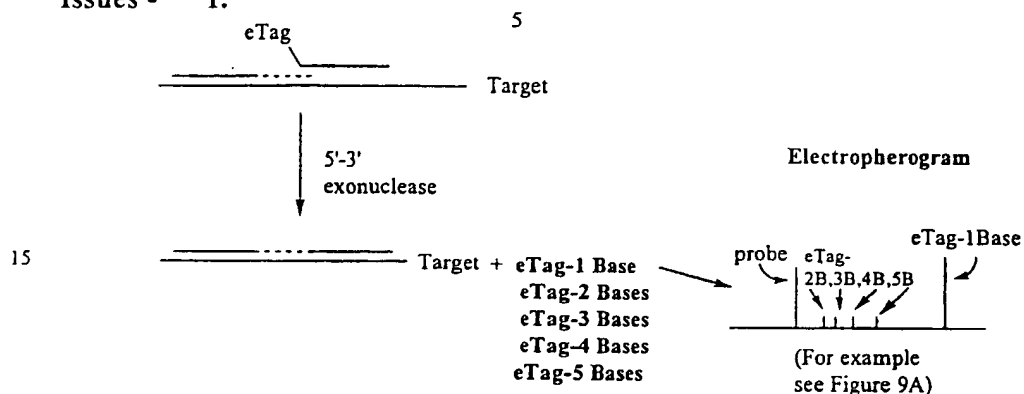 Issues - 1.
5
eTag
Target
5'-3'
exonuclease
Electropherogram
15
Target + eTag-1 Base
eTag-2 Bases
eTag-3 Bases
eTag-4 Bases
eTag-5 Bases
probe
eTag-
2B,3B,4B,5B
eTag-1Base
(For example
see Figure 9A)